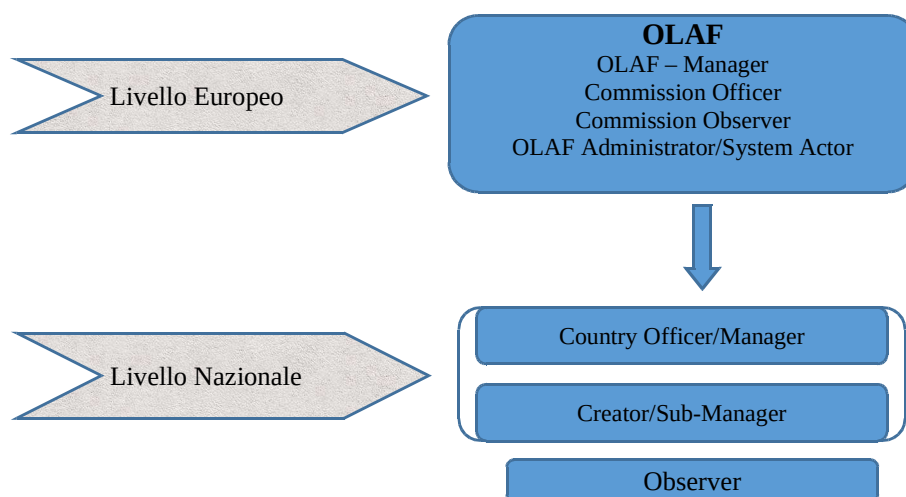 OLAF
OLAF – Manager
Commission Officer
Commission Observer
OLAF Administrator/System Actor
Livello Europeo
Country Officer/Manager
Livello Nazionale
Creator/Sub-Manager
Observer